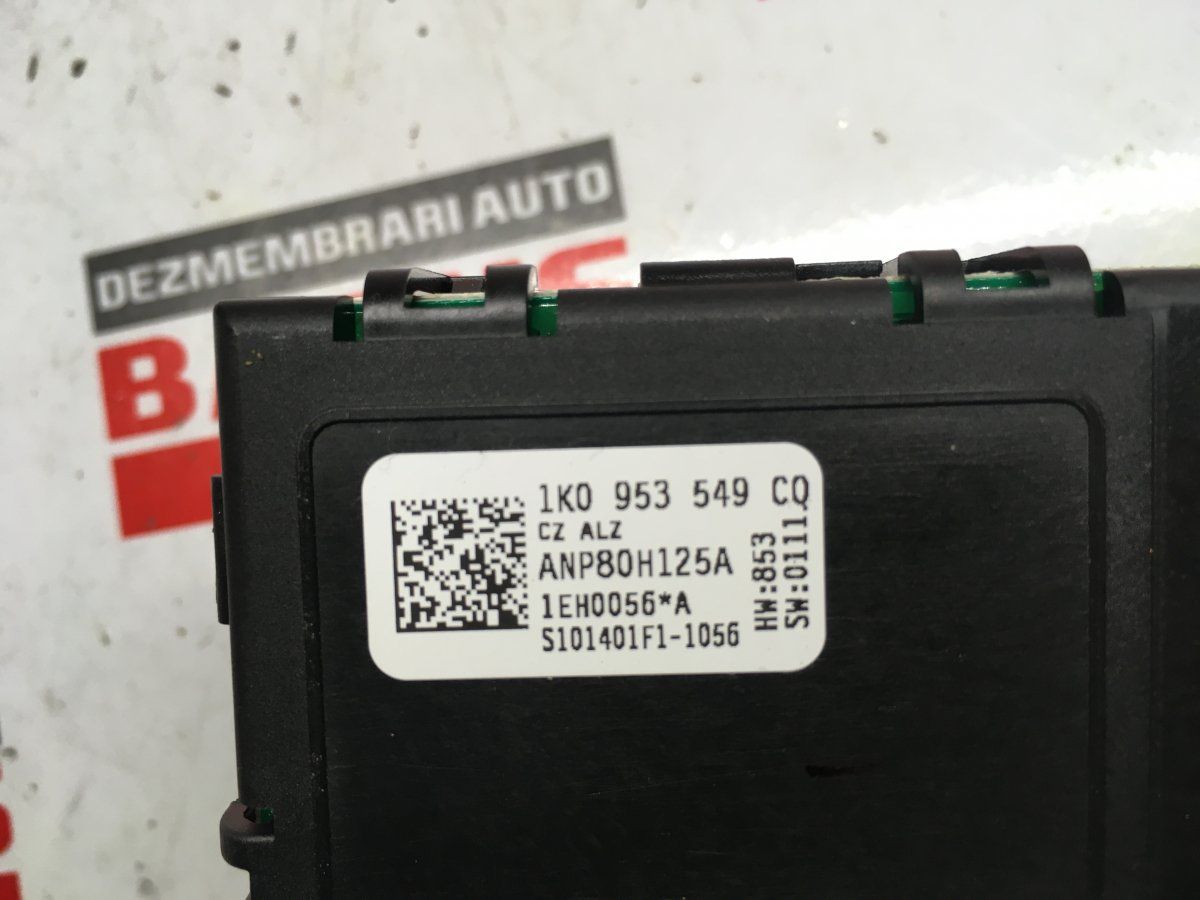 DEZMEMBRARI AUTO
1K0 953 549 CQ
CZ ALZ
ANP80H125A
1EH0056*A
S101401F1-1056
HW:853
SW:0111